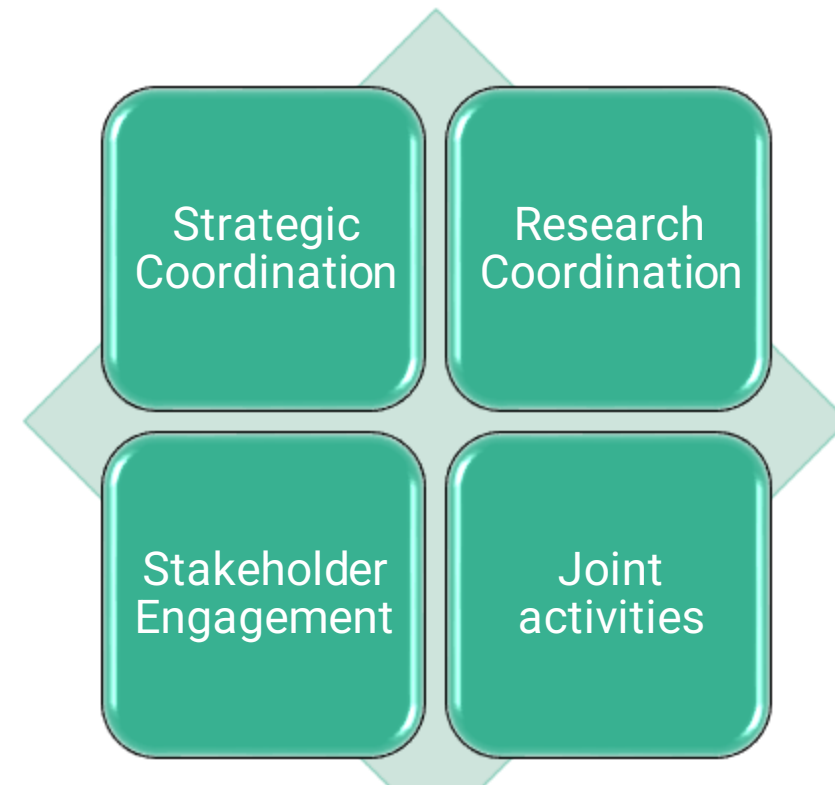 Strategic
Coordination
Research
Coordination
Stakeholder
Engagement
Joint
activities